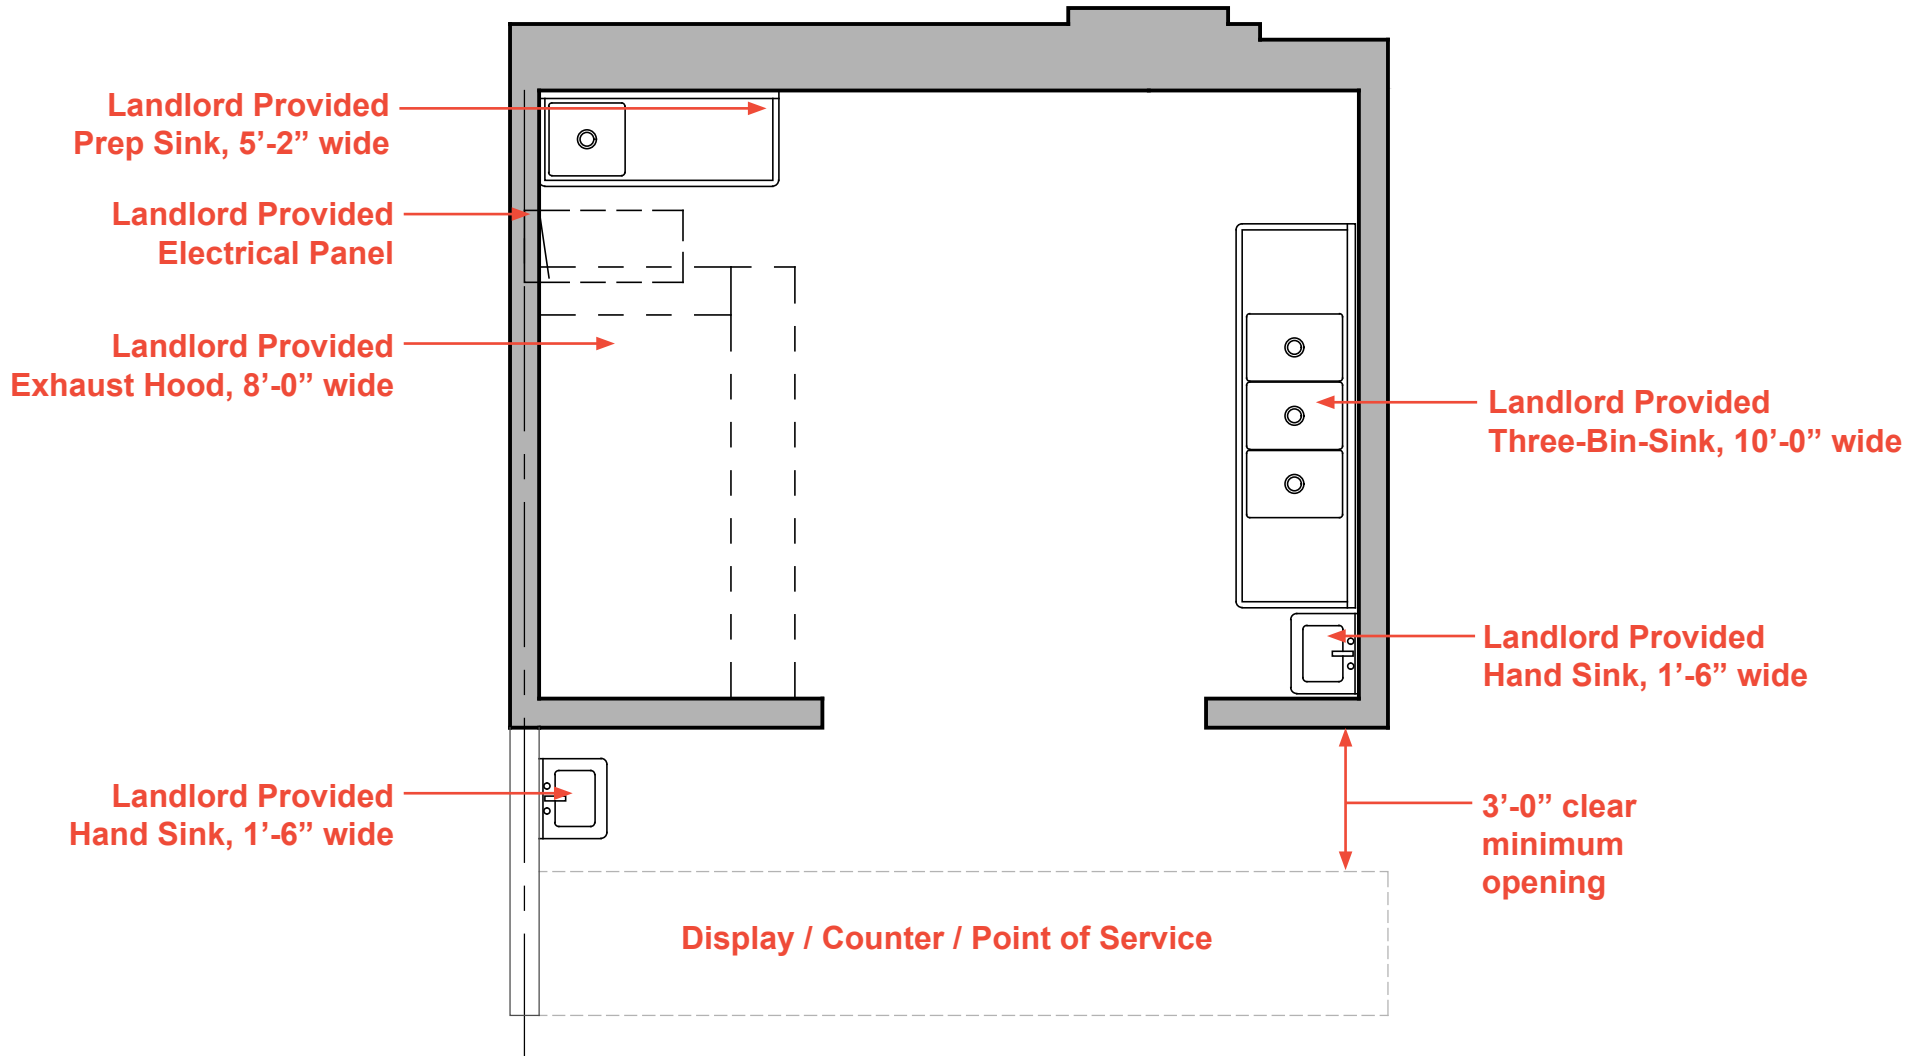 Landlord Provided
Prep Sink, 5’-2” wide
Landlord Provided
Electrical Panel
Landlord Provided
Exhaust Hood, 8’-0” wide
Landlord Provided
Three-Bin-Sink, 10’-0” wide
Landlord Provided
Hand Sink, 1’-6” wide
Landlord Provided
Hand Sink, 1’-6” wide
3’-0” clear
minimum
opening
Display / Counter / Point of Service